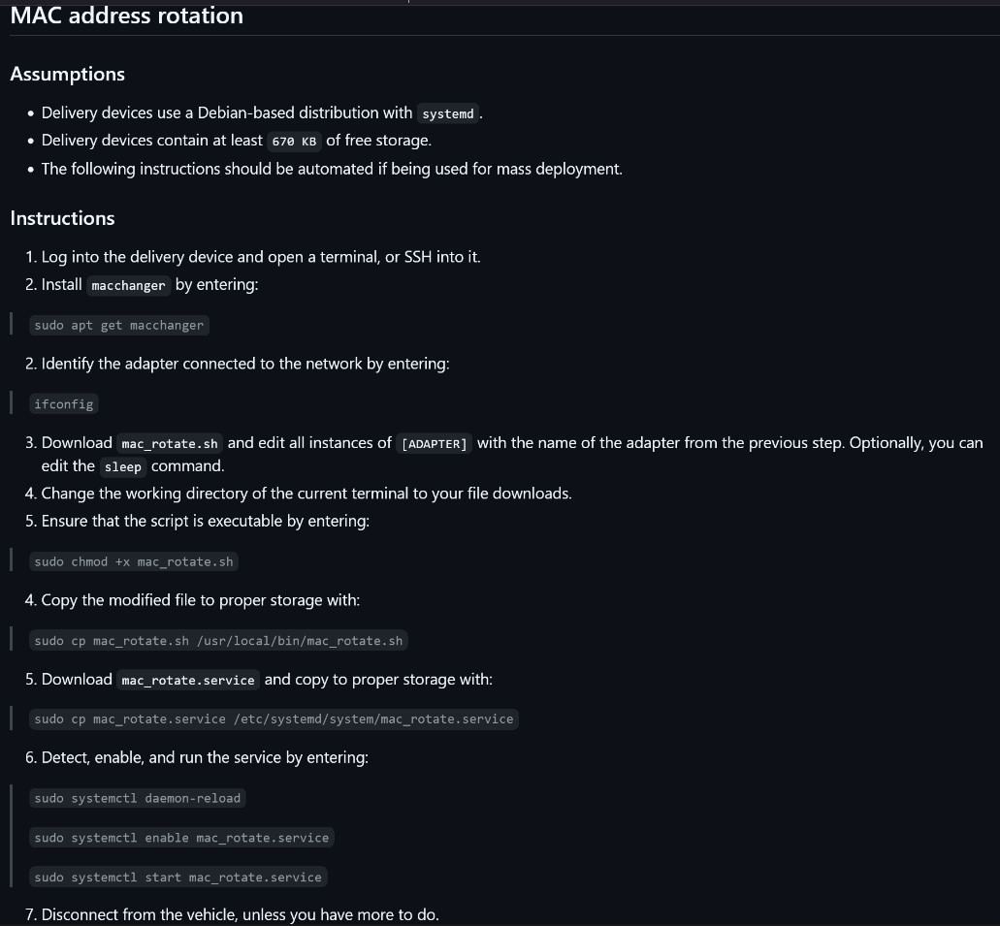 MAC address rotation
Assumptions
• Delivery devices use a Debian-based distribution with systemd.
• Delivery devices contain at least 670 KB of free storage.
• The following instructions should be automated if being used for mass deployment.
Instructions
1. Log into the delivery device and open a terminal, or SSH into it.
2. Install macchanger by entering:
sudo apt get macchanger
2. Identify the adapter connected to the network by entering:
ifconfig
3. Download mac_rotate.sh and edit all instances of [ADAPTER] with the name of the adapter from the previous step. Optionally, you can
edit the sleep command.
4. Change the working directory of the current terminal to your file downloads.
5. Ensure that the script is executable by entering:
sudo chmod +x mac_rotate.sh
4. Copy the modified file to proper storage with:
sudo cp mac_rotate.sh /usr/local/bin/mac_rotate.sh
5. Download mac_rotate.service and copy to proper storage with:
sudo cp mac_rotate.service /etc/systemd/system/mac_rotate.service
6. Detect, enable, and run the service by entering:
sudo systemctl daemon-reload
sudo systemctl enable mac_rotate.service
sudo systemctl start mac_rotate.service
7. Disconnect from the vehicle, unless you have more to do.